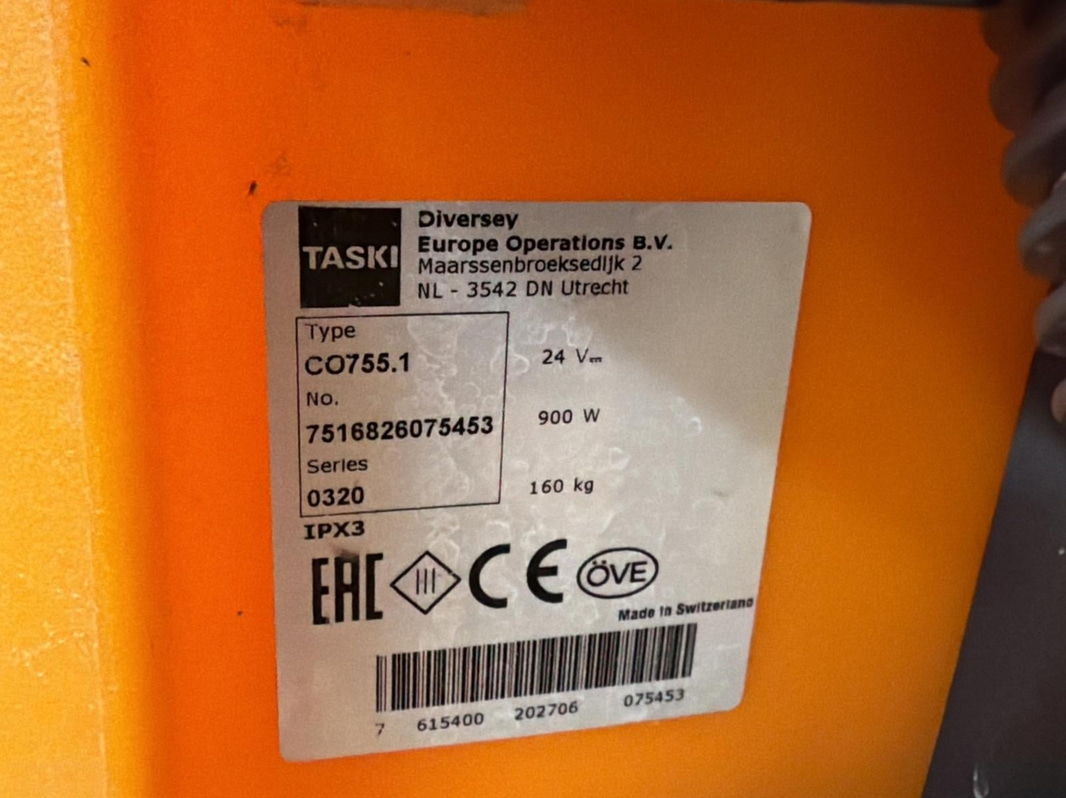 TASKI
Diversey
Europe Operations B.V.
Maarssenbroeksedijk 2
NL - 3542 DN Utrecht
Type
CO755.1
24 V⎓
No.
7516826075453
900 W
Series
0320
160 kg
IPX3
EAC III CE ÖVE
Made in Switzerland
7 615400 202706 075453